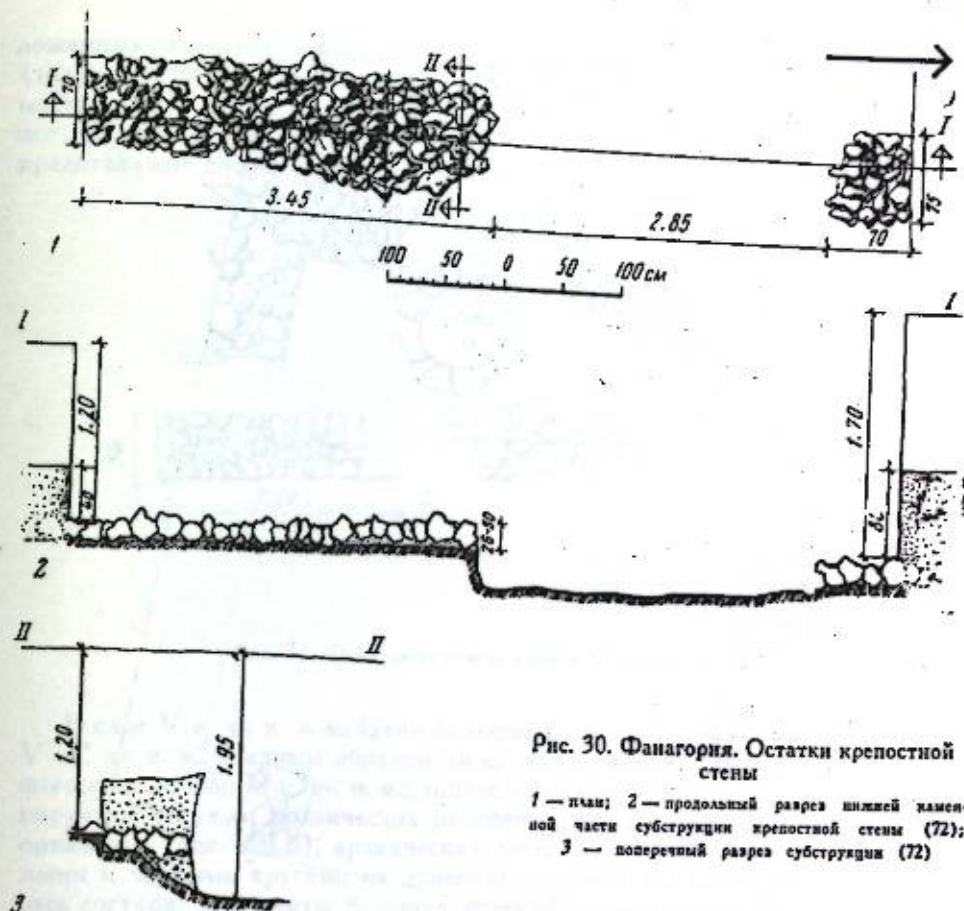 I
70
II
II
3.45
2.85
70
75
I
1
100 50 0 50 100 см
I
I
1.20
1.70
2
II
II
1.20
1.95
3
Рис. 30. Фанагория. Остатки крепостной
стены
1 — план; 2 — продольный разрез нижней камен-
ной части субструкции крепостной стены (72);
3 — поперечный разрез субструкции (72)